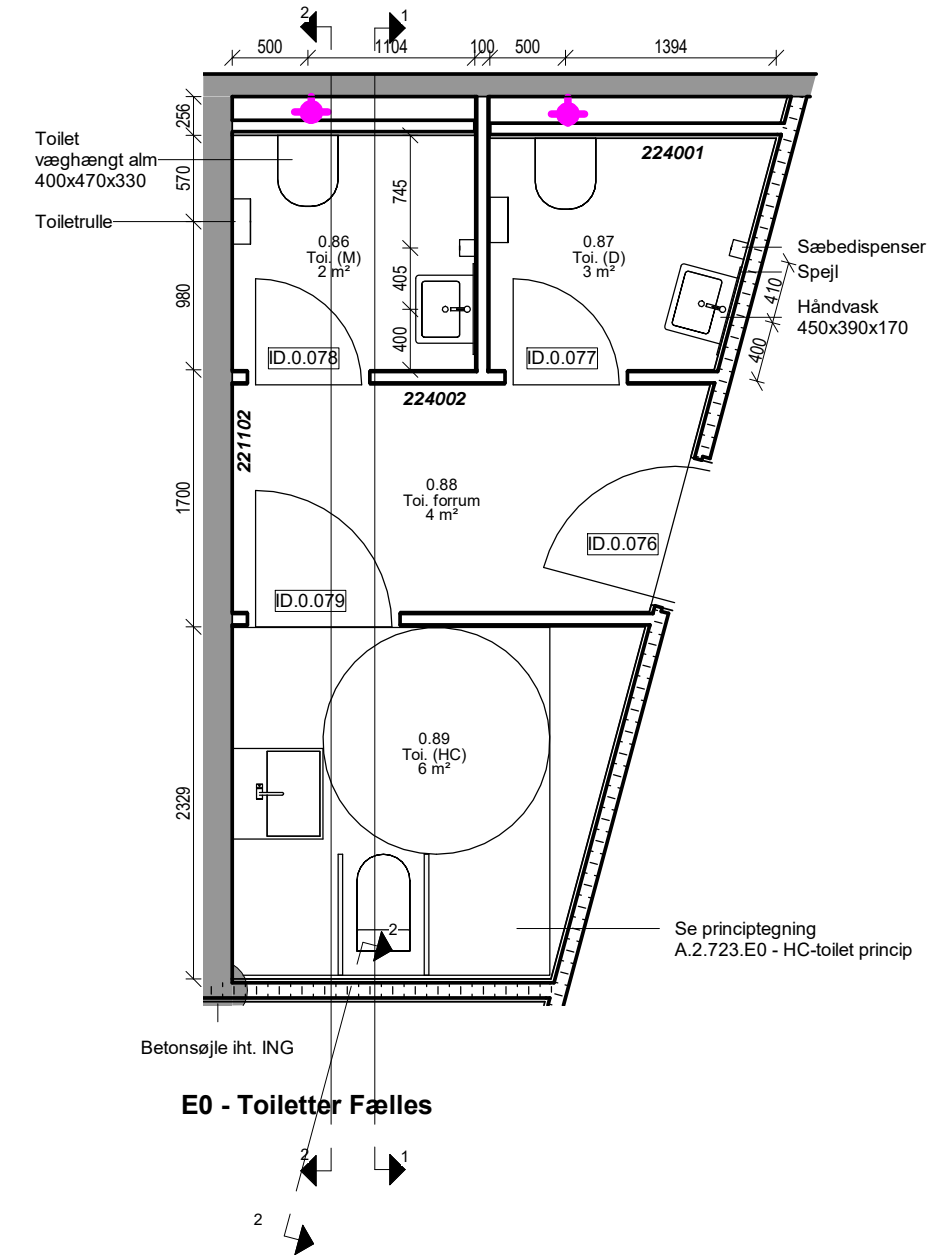 2
1
500
1104
100
500
1394
256
570
980
1700
2329
Toilet
væghængt alm
400x470x330
Toiletrulle
745
405
400
224001
0.86
Toi. (M)
2 m²
0.87
Toi. (D)
3 m²
Sæbedispenser
Spejl
Håndvask
450x390x170
410
400
ID.0.078
ID.0.077
224002
221102
0.88
Toi. forrum
4 m²
ID.0.076
ID.0.079
0.89
Toi. (HC)
6 m²
2
Se principtegning
A.2.723.E0 - HC-toilet princip
Betonsøjle iht. ING
E0 - Toiletter Fælles
2
1
2